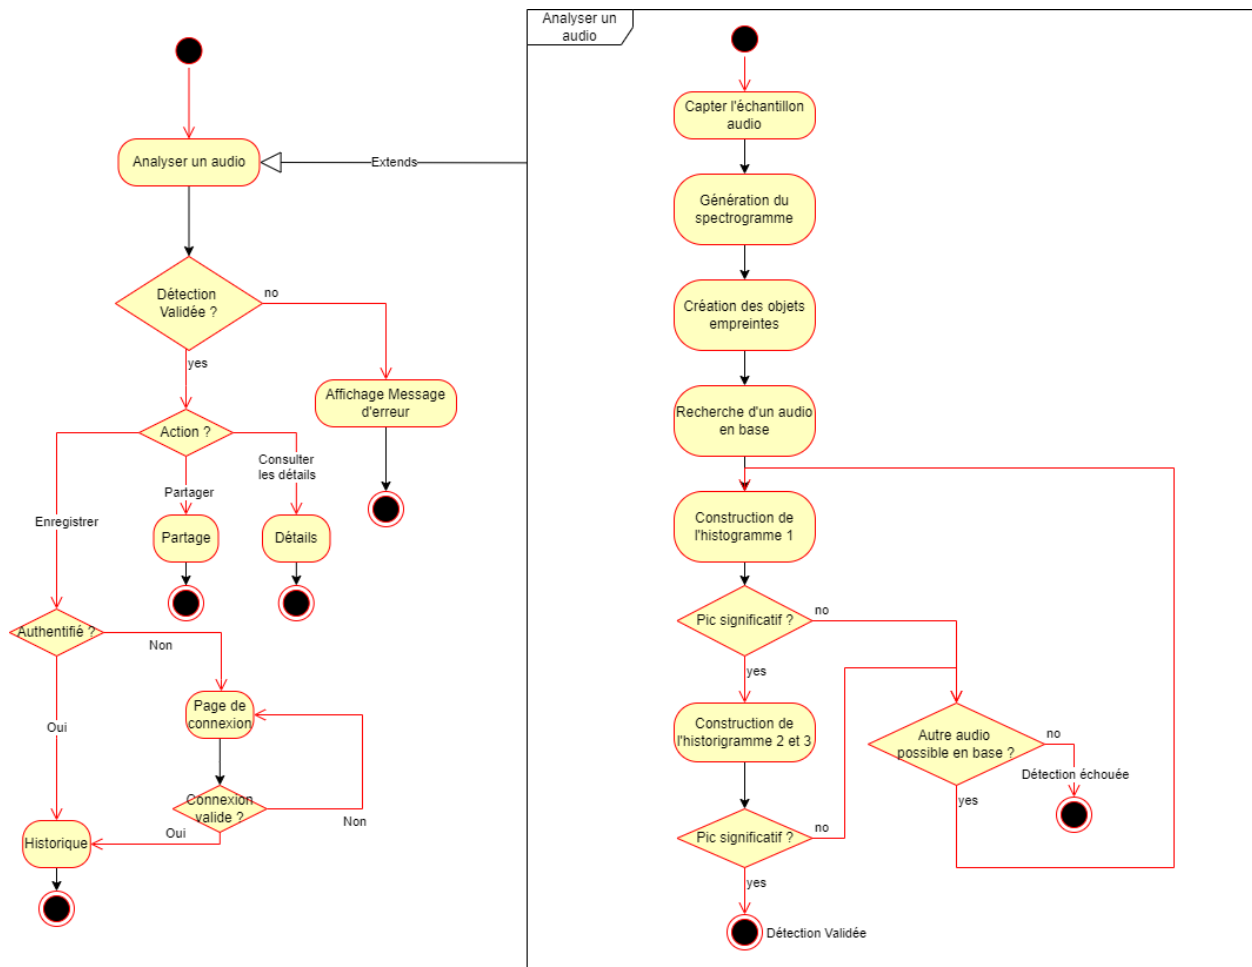 Analyser un audio
Extends
Détection
Validée ?
no
yes
Affichage Message
d'erreur
Action ?
Consulter
les détails
Partager
Enregistrer
Partage
Détails
Authentifié ?
Non
Page de
connexion
Oui
Connexion
valide ?
Non
Oui
Historique
Analyser un
audio
Capter l'échantillon
audio
Génération du
spectrogramme
Création des objets
empreintes
Recherche d'un audio
en base
Construction de
l'histogramme 1
Pic significatif ?
no
yes
Construction de
l'historigramme 2 et 3
Autre audio
possible en base ?
no
Détection échouée
yes
Pic significatif ?
no
yes
Détection Validée